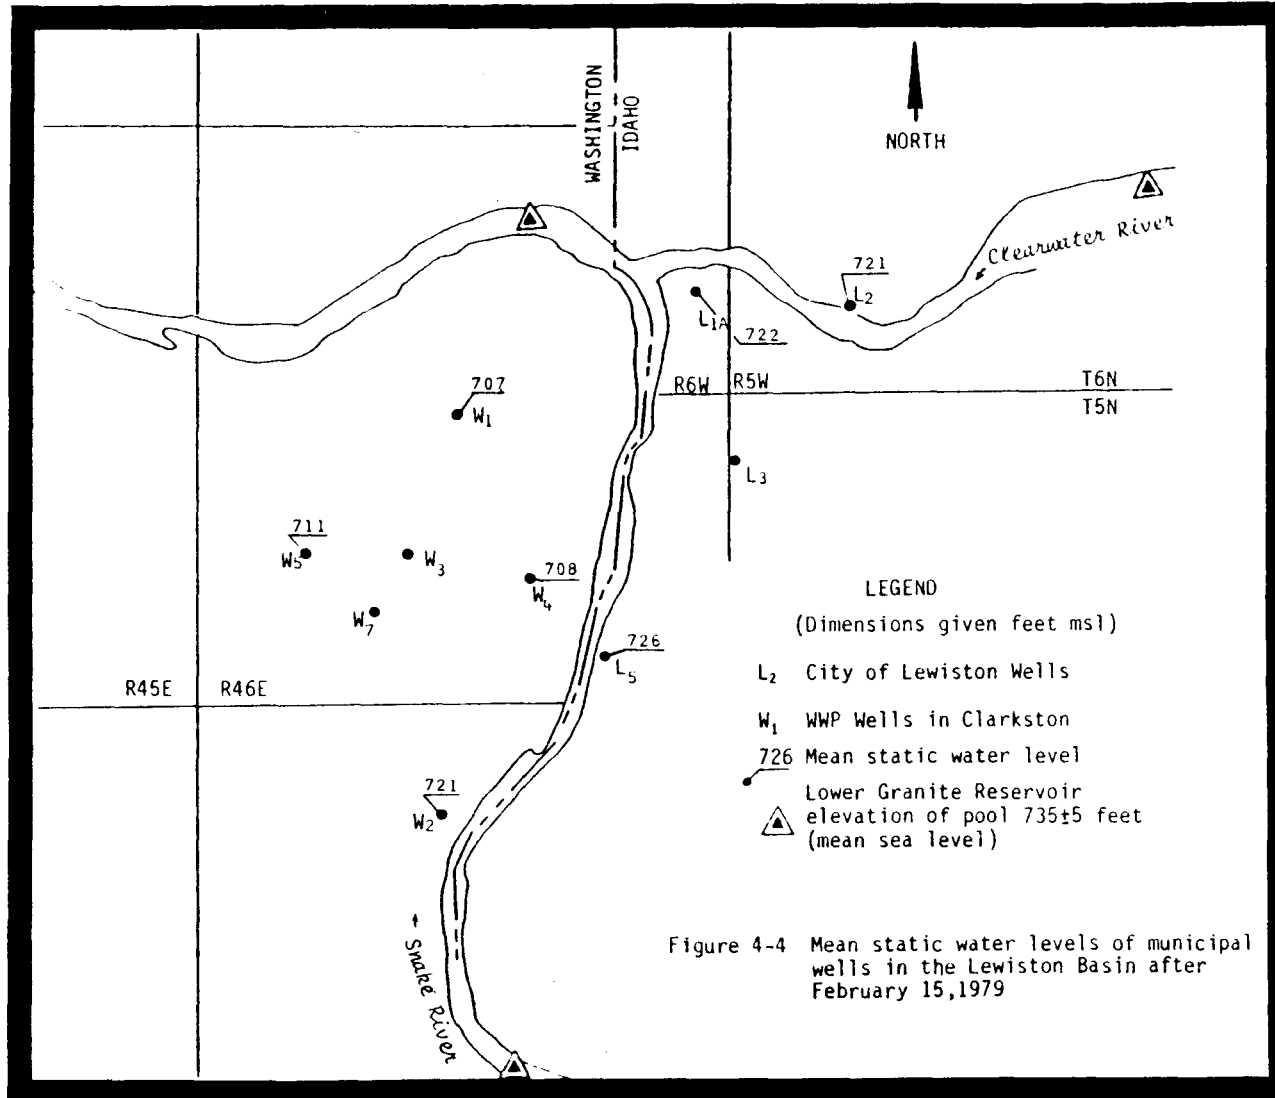 WASHINGTON
IDAHO
NORTH
Clearwater River
721
L2
L1A
722
R6W
R5W
T6N
T5N
707
W1
L3
711
W5
W3
708
W4
W7
726
L5
R45E
R46E
721
W2
Snake River
LEGEND
(Dimensions given feet msl)
L2 City of Lewiston Wells
W1 WWP Wells in Clarkston
726 Mean static water level
Lower Granite Reservoir
elevation of pool 735±5 feet
(mean sea level)
Figure 4-4 Mean static water levels of municipal
wells in the Lewiston Basin after
February 15,1979